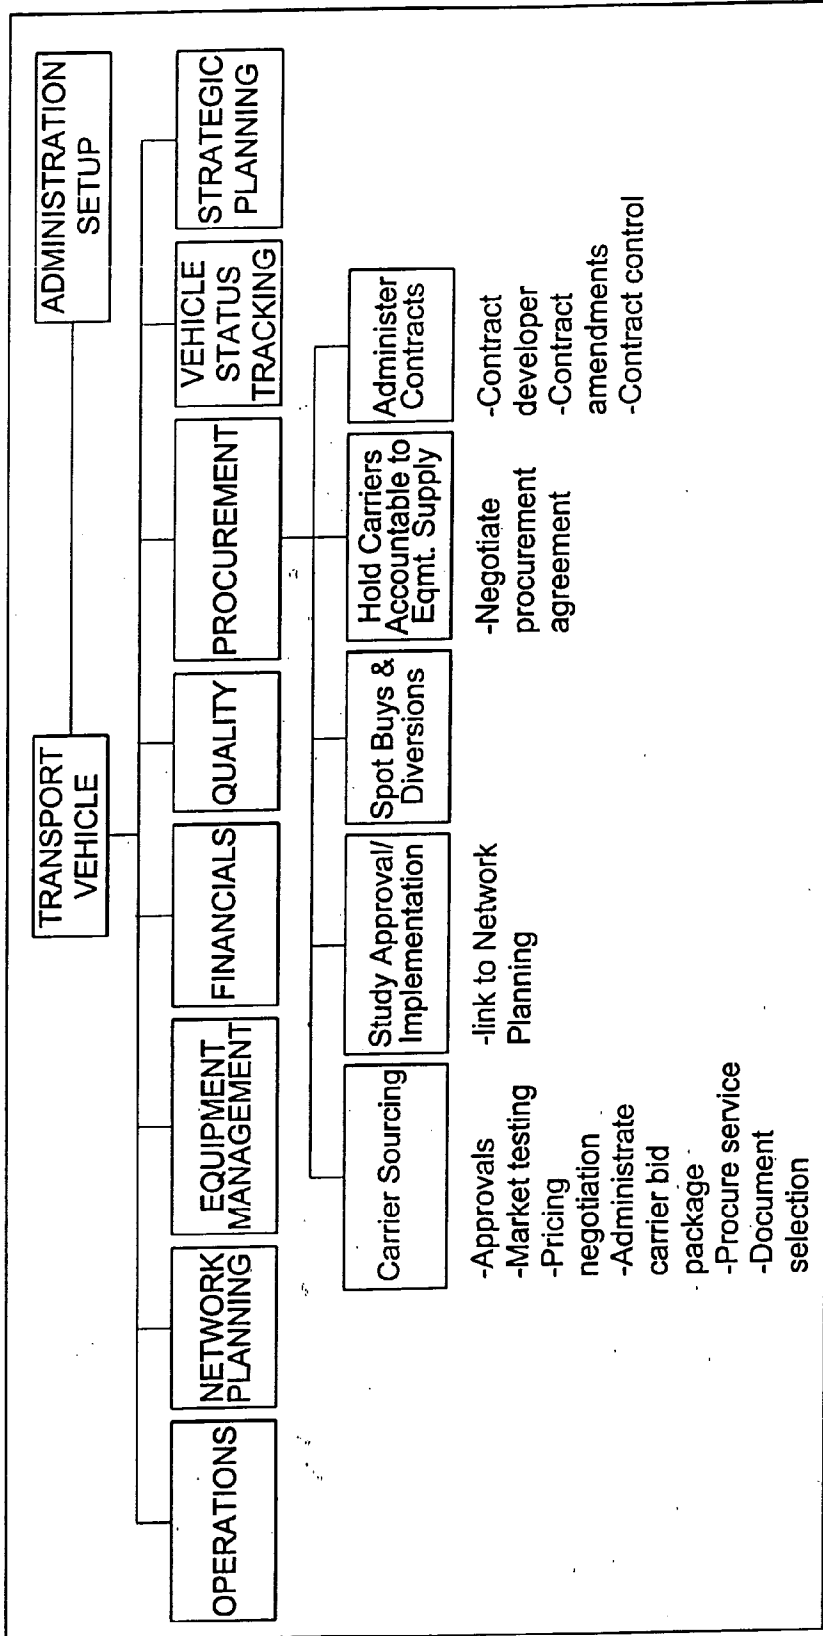 TRANSPORT
VEHICLE
ADMINISTRATION
SETUP
OPERATIONS
NETWORK
PLANNING
EQUIPMENT
MANAGEMENT
FINANCIALS
QUALITY
PROCUREMENT
VEHICLE
STATUS
TRACKING
STRATEGIC
PLANNING
Carrier Sourcing
-Approvals
-Market testing
-Pricing
negotiation
-Administrate
carrier bid
package
-Procure service
-Document
selection
Study Approval/
Implementation
-link to Network
Planning
Spot Buys &
Diversions
Hold Carriers
Accountable to
Eqmt. Supply
-Negotiate
procurement
agreement
Administer
Contracts
-Contract
developer
-Contract
amendments
-Contract control